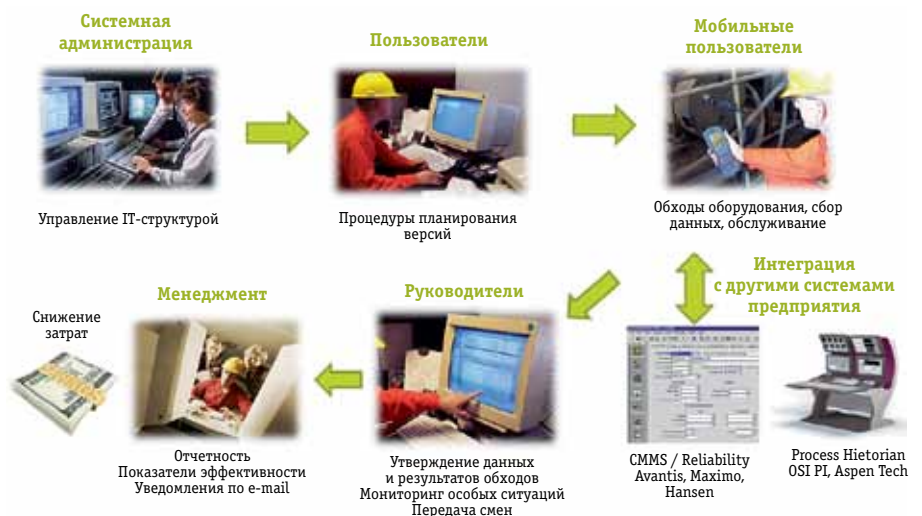 Системная
администрация
Пользователи
Мобильные
пользователи
Управление IT-структурой
Процедуры планирования
версий
Обходы оборудования, сбор
данных, обслуживание
Интеграция
с другими системами
предприятия
Руководители
Менеджмент
Снижение
затрат
Отчетность
Показатели эффективности
Уведомления по e-mail
Утверждение данных
и результатов обходов
Мониторинг особых ситуаций
Передача смен
CMMS / Reliability
Avantis, Maximo,
Hansen
Process Hietorian
OSI PI, Aspen Tech